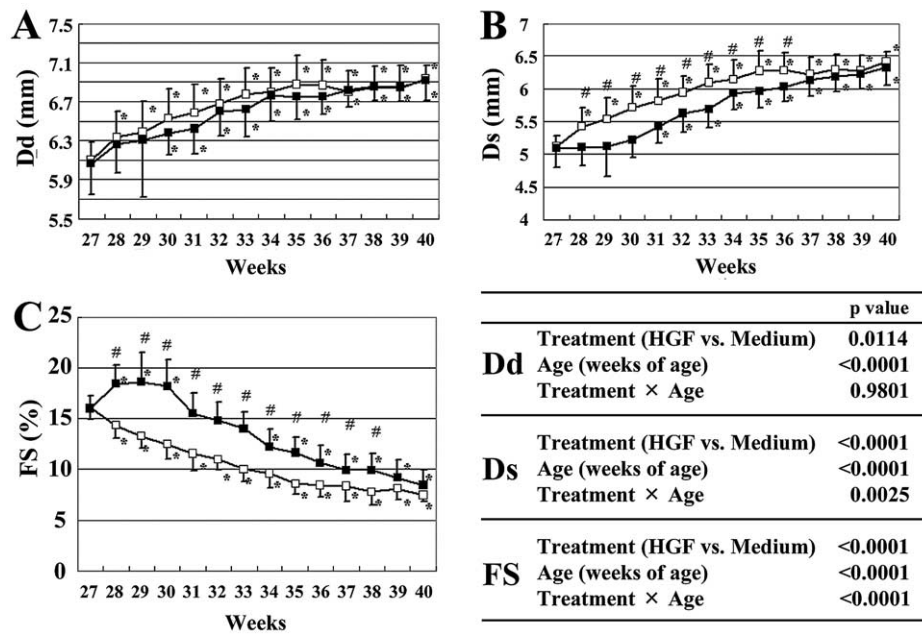 A
7.5
7.1
6.7
6.3
5.9
5.5
Dd (mm)
* * * * * * * * * * * *
* * * * * * * * * * *
27 28 29 30 31 32 33 34 35 36 37 38 39 40
Weeks
B
7
6.5
6
5.5
5
4.5
4
Ds (mm)
# # # # # # # # #
* * * * * * * * * * * * *
* * * * * * * * * *
27 28 29 30 31 32 33 34 35 36 37 38 39 40
Weeks
C
25
20
15
10
5
0
FS (%)
# # # # # # # # # # #
* * * * * * * * *
* * * * * * * * * * * * *
27 28 29 30 31 32 33 34 35 36 37 38 39 40
Weeks
p value
Dd
Treatment (HGF vs. Medium) 0.0114
Age (weeks of age) <0.0001
Treatment × Age 0.9801
Ds
Treatment (HGF vs. Medium) <0.0001
Age (weeks of age) <0.0001
Treatment × Age 0.0025
FS
Treatment (HGF vs. Medium) <0.0001
Age (weeks of age) <0.0001
Treatment × Age <0.0001